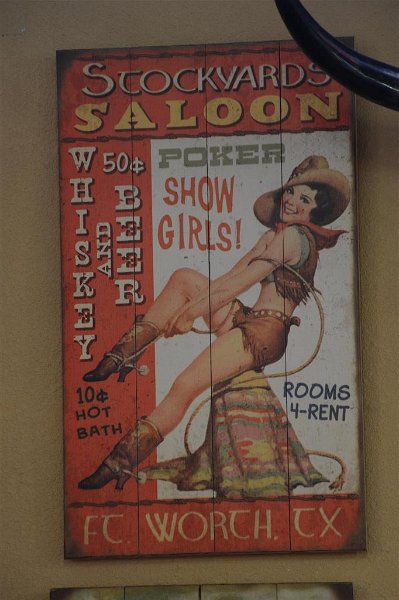 STOCKYARDS
SALOON
WHISKEY
AND
BEER
50¢
POKER
SHOW
GIRLS!
10¢
HOT
BATH
ROOMS
4-RENT
FT. WORTH, TX